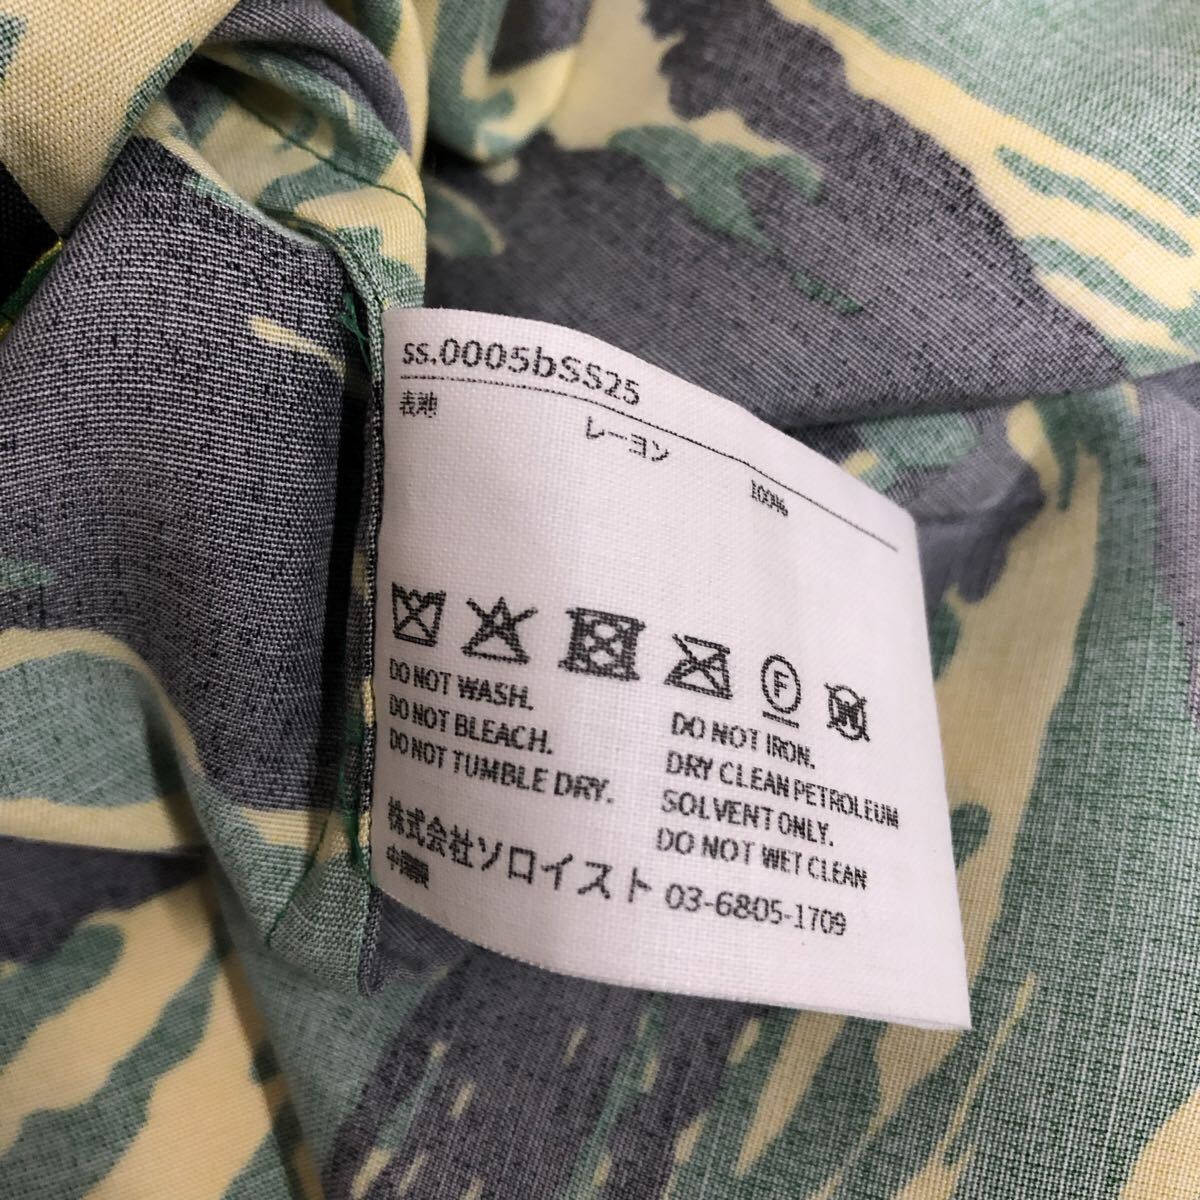 ss.0005bSS25
表地 レーヨン 100%
F
W
DO NOT WASH.
DO NOT BLEACH.
DO NOT TUMBLE DRY.
DO NOT IRON.
DRY CLEAN PETROLEUM
SOLVENT ONLY.
DO NOT WET CLEAN
株式会社ソロイスト 03-6805-1709
中国製